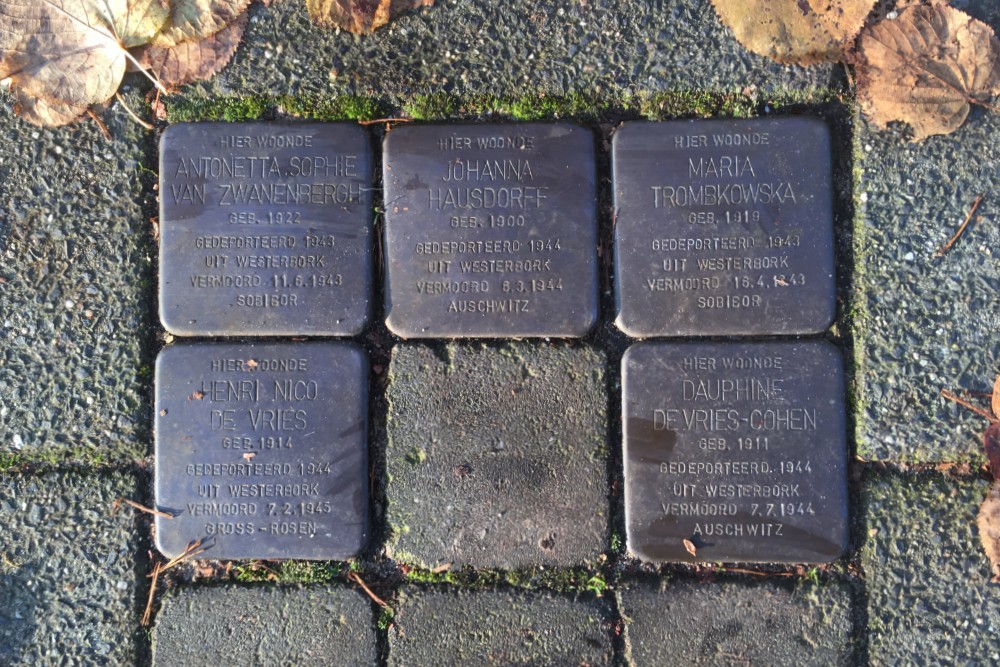 HIER WOONDE
ANTONETTA SOPHIE
VAN ZWANENBERGH
GEB. 1922
GEDEPORTEERD 1943
UIT WESTERBORK
VERMOORD 11.6.1943
SOBIBOR
HIER WOONDE
JOHANNA
HAUSDORFF
GEB. 1900
GEDEPORTEERD 1944
UIT WESTERBORK
VERMOORD 6.3.1944
AUSCHWITZ
HIER WOONDE
MARIA
TROMBKOWSKA
GEB. 1919
GEDEPORTEERD 1943
UIT WESTERBORK
VERMOORD 16.4.1943
SOBIBOR
HIER WOONDE
HENRI NICO
DE VRIES
GEB. 1914
GEDEPORTEERD 1944
UIT WESTERBORK
VERMOORD 7.2.1945
GROSS-ROSEN
HIER WOONDE
DAUPHINE
DE VRIES-COHEN
GEB. 1911
GEDEPORTEERD. 1944
UIT WESTERBORK
VERMOORD 7.7.1944
AUSCHWITZ